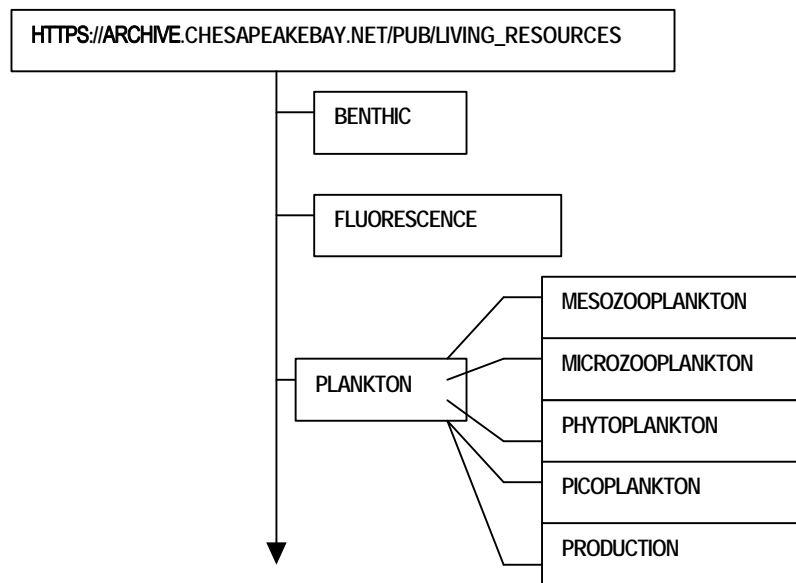 HTTPS://ARCHIVE.CHESAPEAKEBAY.NET/PUB/LIVING_RESOURCES
BENTHIC
FLUORESCENCE
PLANKTON
MESOZOOPLANKTON
MICROZOOPLANKTON
PHYTOPLANKTON
PICOPLANKTON
PRODUCTION